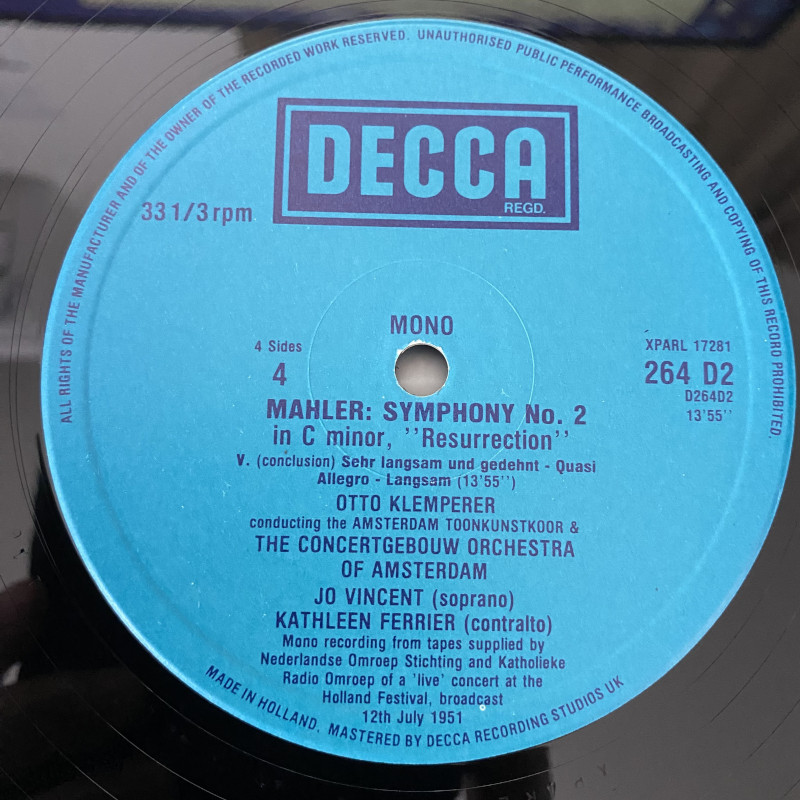 ALL RIGHTS OF THE MANUFACTURER AND OF THE OWNER OF THE RECORDED WORK RESERVED. UNAUTHORISED PUBLIC PERFORMANCE BROADCASTING AND COPYING OF THIS RECORD PROHIBITED.
DECCA
REGD.
33 1/3 rpm
MONO
4 Sides
4
XPARL 17281
264 D2
D264D2
13'55''
MAHLER: SYMPHONY No. 2
in C minor, ''Resurrection''
V. (conclusion) Sehr langsam und gedehnt - Quasi
Allegro - Langsam (13'55'')
OTTO KLEMPERER
conducting the AMSTERDAM TOONKUNSTKOOR &
THE CONCERTGEBOUW ORCHESTRA
OF AMSTERDAM
JO VINCENT (soprano)
KATHLEEN FERRIER (contralto)
Mono recording from tapes supplied by
Nederlandse Omroep Stichting and Katholieke
Radio Omroep of a 'live' concert at the
Holland Festival, broadcast
12th July 1951
MADE IN HOLLAND. MASTERED BY DECCA RECORDING STUDIOS UK